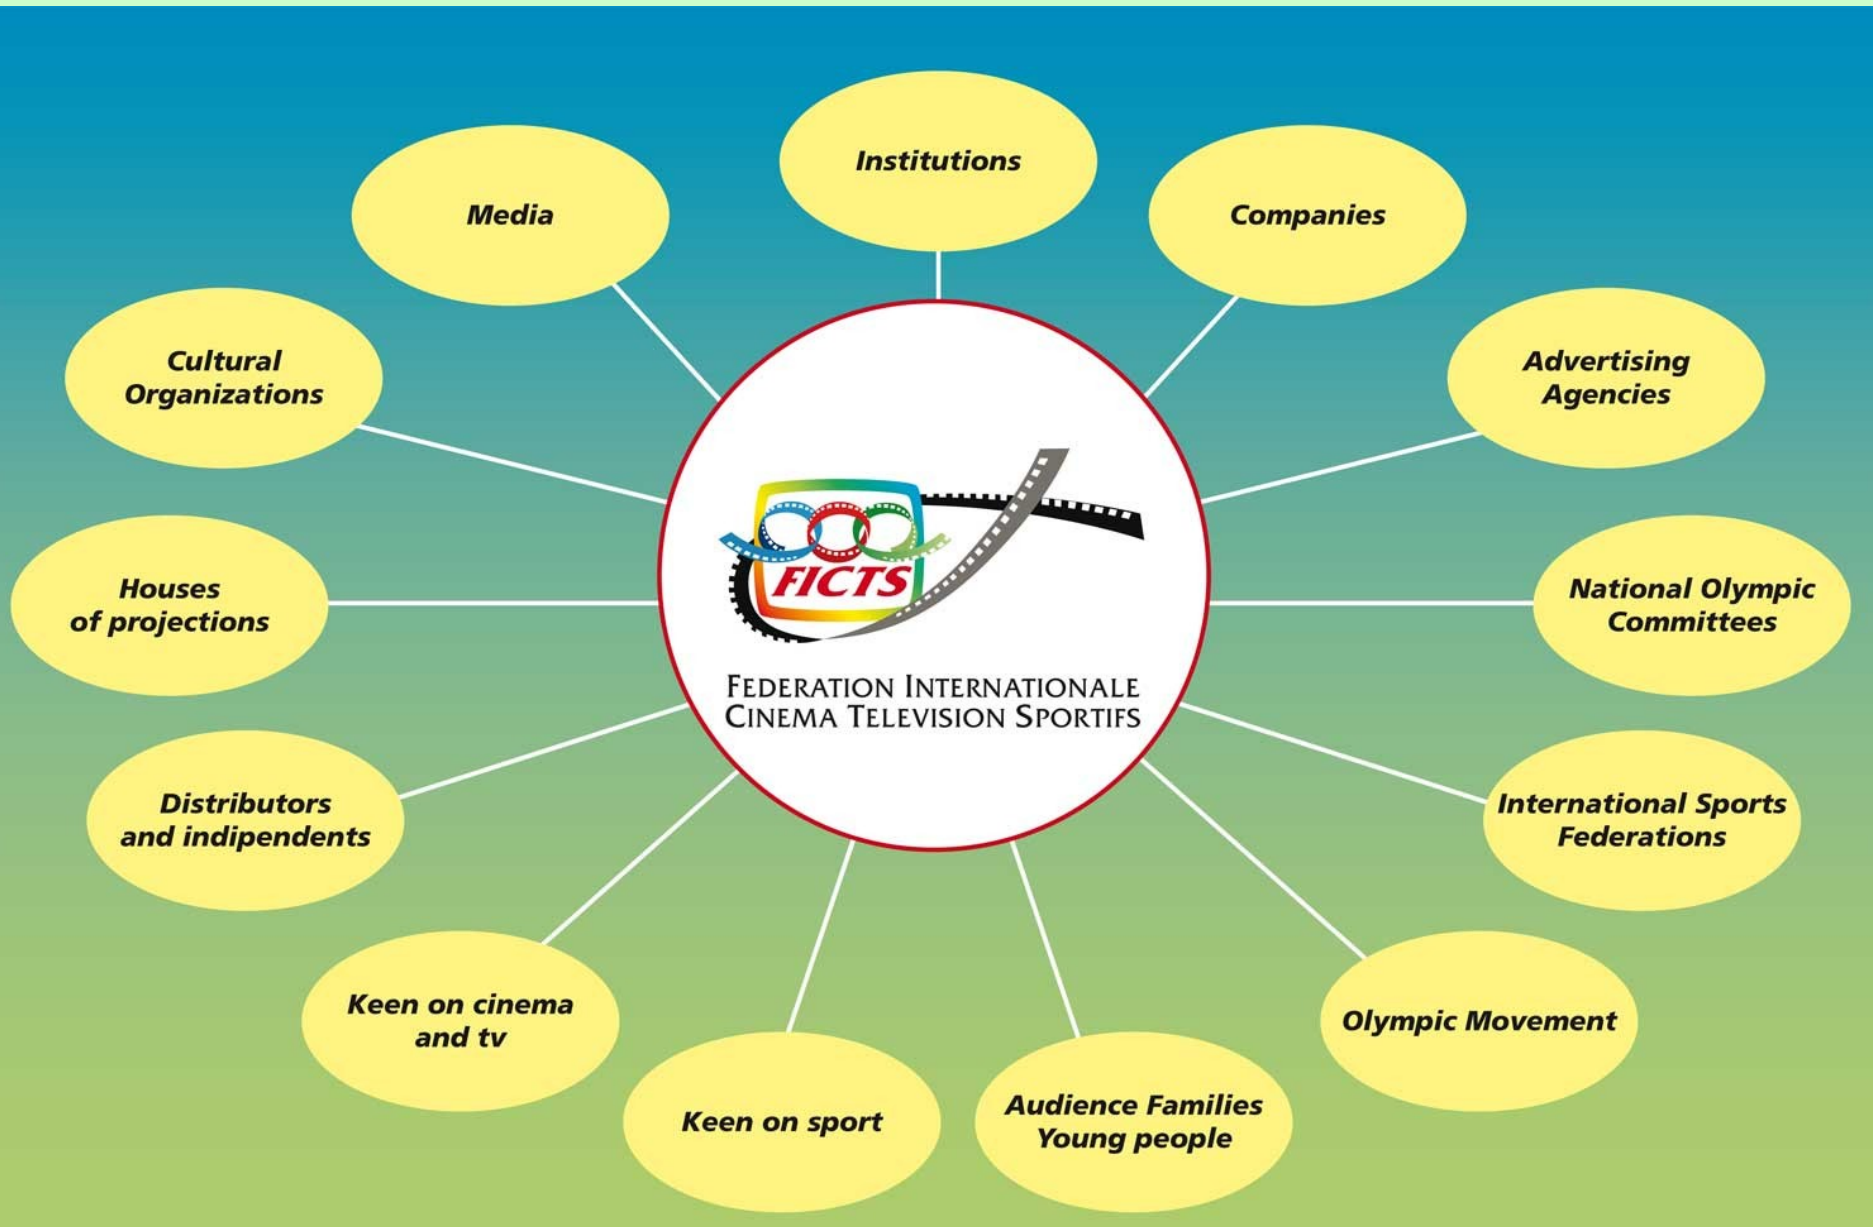 Institutions
Media
Companies
Cultural
Organizations
Advertising
Agencies
Houses
of projections
National Olympic
Committees
FICTS
FEDERATION INTERNATIONALE
CINEMA TELEVISION SPORTIFS
Distributors
and indipendents
International Sports
Federations
Keen on cinema
and tv
Olympic Movement
Keen on sport
Audience Families
Young people